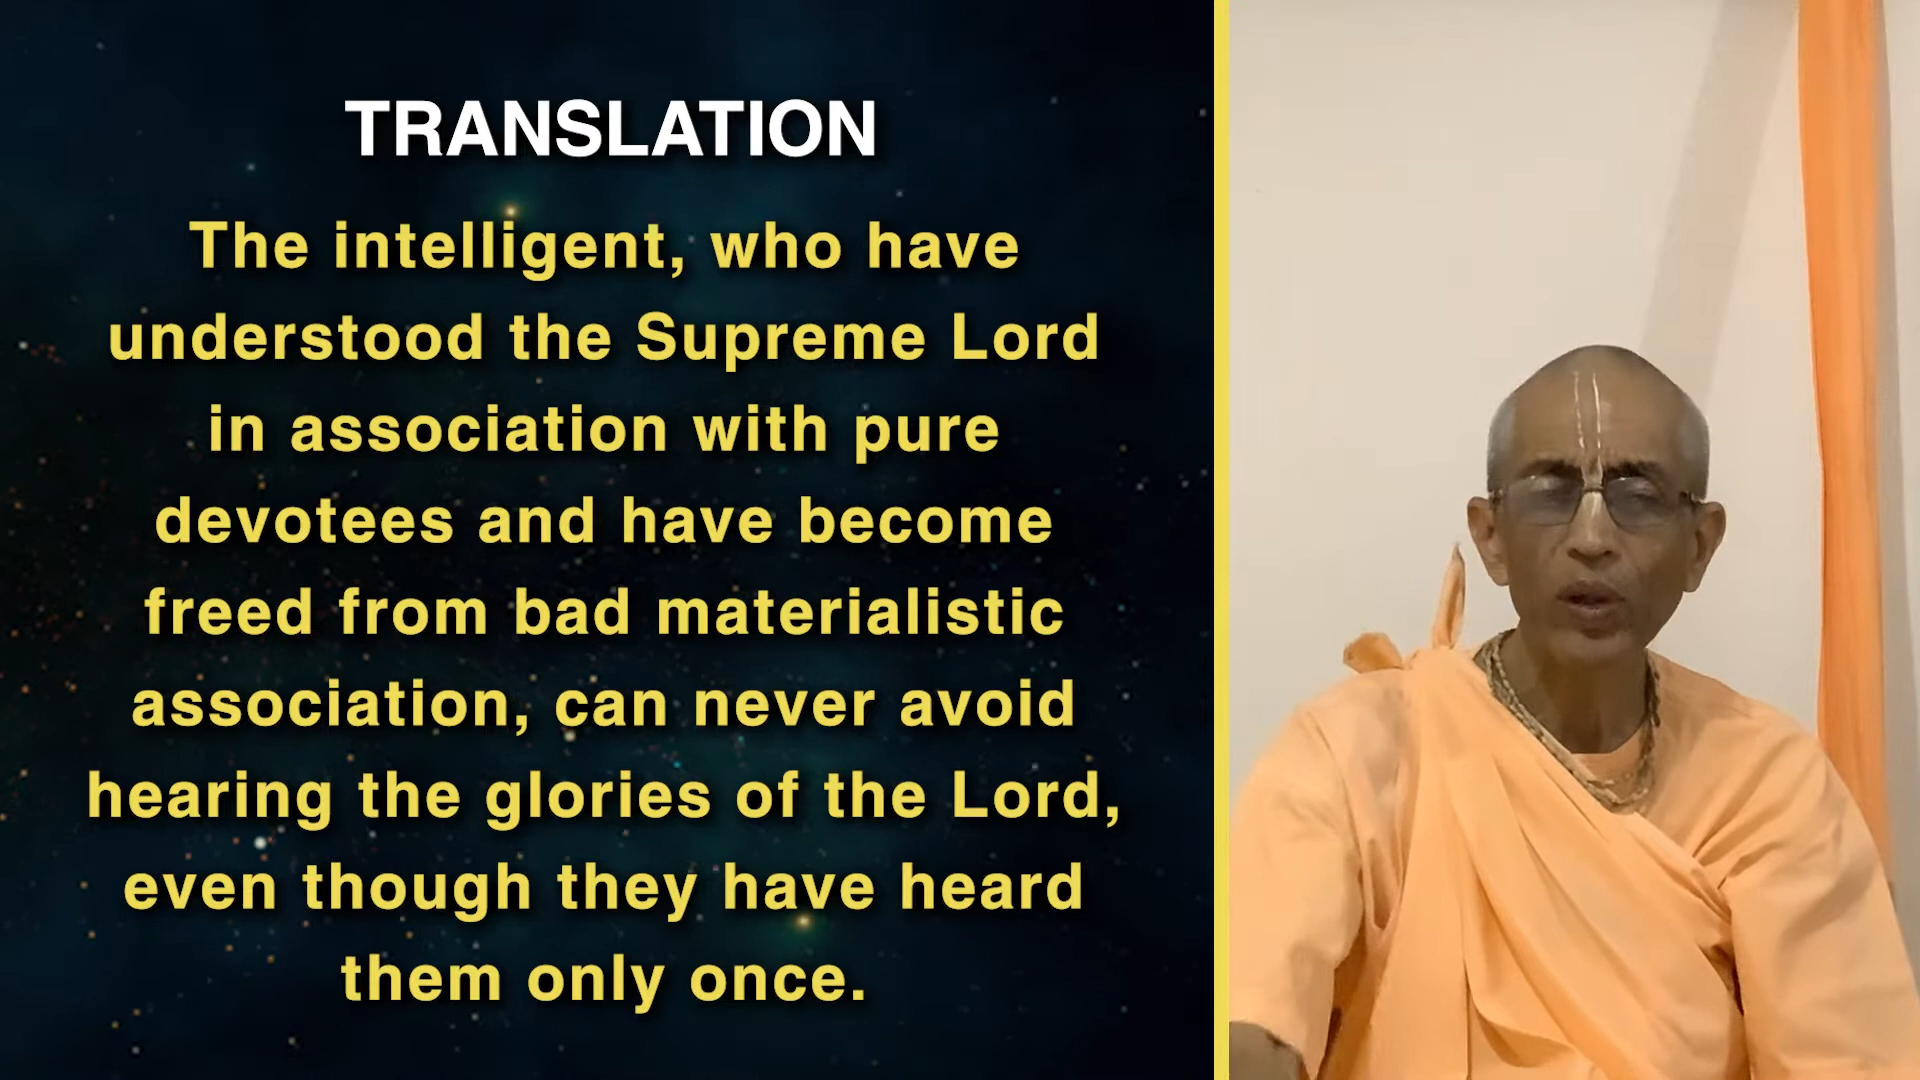 TRANSLATION
The intelligent, who have
understood the Supreme Lord
in association with pure
devotees and have become
freed from bad materialistic
association, can never avoid
hearing the glories of the Lord,
even though they have heard
them only once.